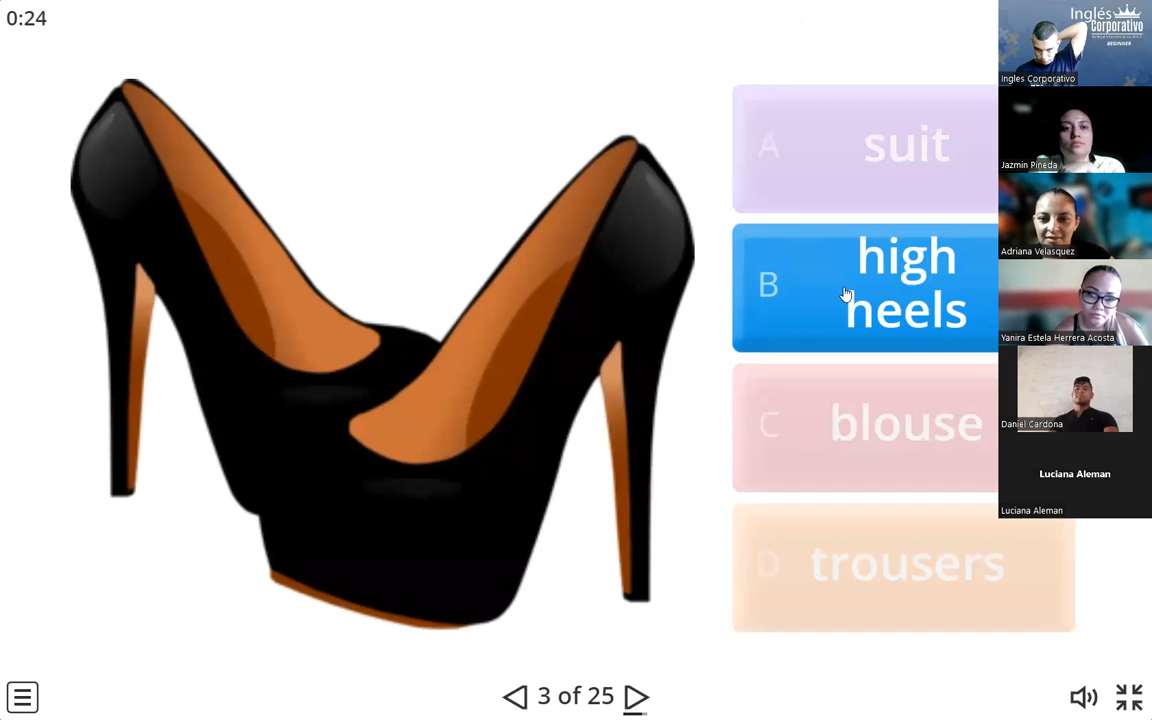 0:24
A suit
B high
heels
C blouse
D trousers
3 of 25
Inglés
Corporativo
BEGINNER
Ingles Corporativo
Jazmin Pineda
Adriana Velasquez
Yanira Estela Herrera Acosta
Daniel Cardona
Luciana Aleman
Luciana Aleman